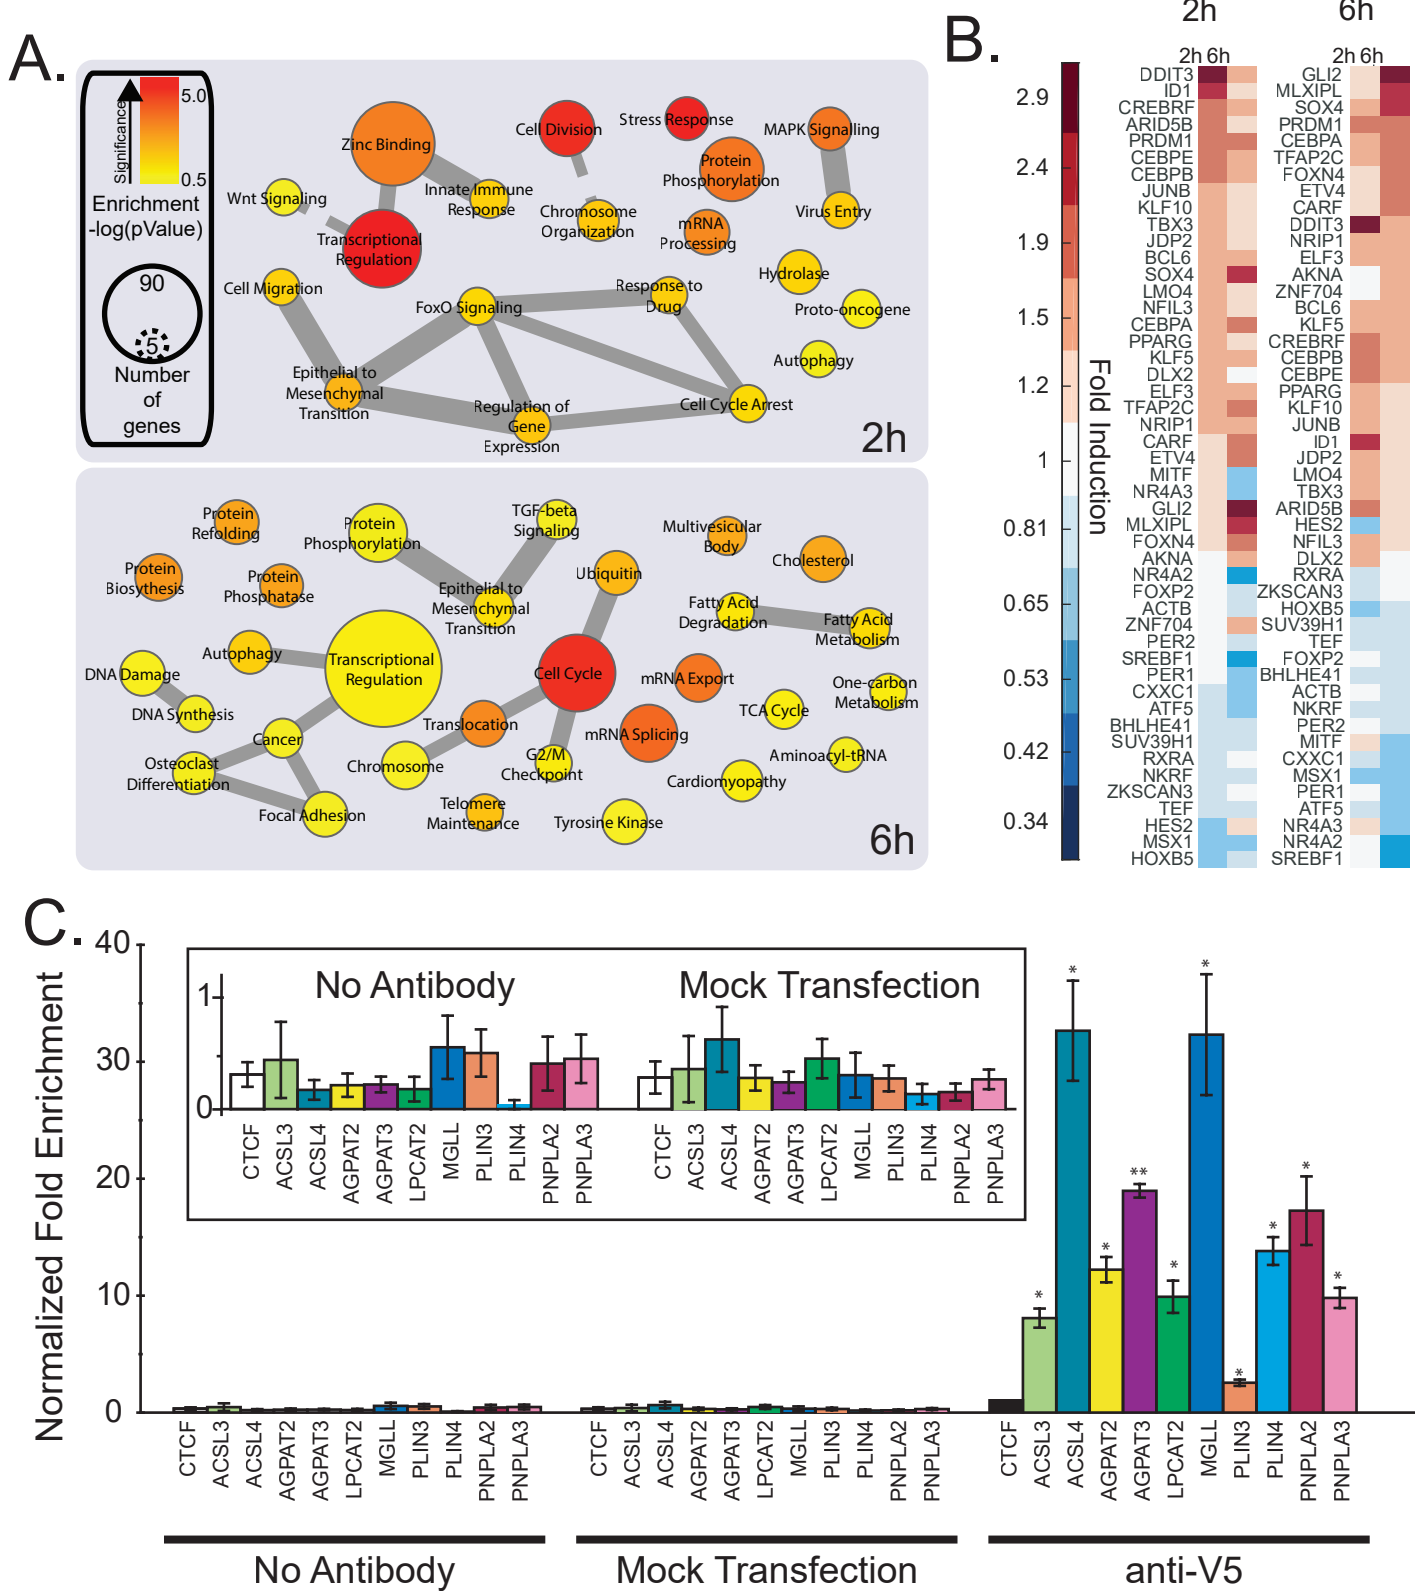 A.
Significance
5.0
0.5
Enrichment
-log(pValue)
90
5
Number
of
genes
Zinc Binding
Cell Division
Stress Response
MAPK Signalling
Protein
Phosphorylation
Wnt Signaling
Innate Immune
Response
Chromosome
Organization
mRNA
Processing
Virus Entry
Transcriptional
Regulation
Cell Migration
FoxO Signaling
Response to
Drug
Hydrolase
Proto-oncogene
Autophagy
Epithelial to
Mesenchymal
Transition
Regulation of
Gene
Expression
Cell Cycle Arrest
2h
Protein
Refolding
Protein
Phosphorylation
TGF-beta
Signaling
Multivesicular
Body
Cholesterol
Protein
Biosythesis
Protein
Phosphatase
Epithelial to
Mesenchymal
Transition
Ubiquitin
Fatty Acid
Degradation
Fatty Acid
Metabolism
Autophagy
Transcriptional
Regulation
Cell Cycle
mRNA Export
One-carbon
Metabolism
DNA Damage
DNA Synthesis
TCA Cycle
Cancer
Translocation
mRNA Splicing
Osteoclast
Differentiation
Chromosome
G2/M
Checkpoint
Aminoacyl-tRNA
Cardiomyopathy
Focal Adhesion
Telomere
Maintenance
Tyrosine Kinase
6h
B.
2.9
2.4
1.9
1.5
1.2
1
0.81
0.65
0.53
0.42
0.34
Fold Induction
2h
2h 6h
DDIT3
ID1
CREBRF
ARID5B
PRDM1
CEBPE
CEBPB
JUNB
KLF10
TBX3
JDP2
BCL6
SOX4
LMO4
NFIL3
CEBPA
PPARG
KLF5
DLX2
ELF3
TFAP2C
NRIP1
CARF
ETV4
MITF
NR4A3
GLI2
MLXIPL
FOXN4
AKNA
NR4A2
FOXP2
ACTB
ZNF704
PER2
SREBF1
PER1
CXXC1
ATF5
BHLHE41
SUV39H1
RXRA
NKRF
ZKSCAN3
TEF
HES2
MSX1
HOXB5
6h
2h 6h
GLI2
MLXIPL
SOX4
PRDM1
CEBPA
TFAP2C
FOXN4
ETV4
CARF
DDIT3
NRIP1
ELF3
AKNA
ZNF704
BCL6
KLF5
CREBRF
CEBPB
CEBPE
PPARG
KLF10
JUNB
ID1
JDP2
LMO4
TBX3
ARID5B
HES2
NFIL3
DLX2
RXRA
ZKSCAN3
HOXB5
SUV39H1
TEF
FOXP2
BHLHE41
ACTB
NKRF
PER2
MITF
CXXC1
MSX1
PER1
ATF5
NR4A3
NR4A2
SREBF1
C.
Normalized Fold Enrichment
40
30
20
10
0
No Antibody
Mock Transfection
1
0
CTCF
ACSL3
ACSL4
AGPAT2
AGPAT3
LPCAT2
MGLL
PLIN3
PLIN4
PNPLA2
PNPLA3
CTCF
ACSL3
ACSL4
AGPAT2
AGPAT3
LPCAT2
MGLL
PLIN3
PLIN4
PNPLA2
PNPLA3
*
*
*
**
*
*
*
*
*
*
CTCF
ACSL3
ACSL4
AGPAT2
AGPAT3
LPCAT2
MGLL
PLIN3
PLIN4
PNPLA2
PNPLA3
CTCF
ACSL3
ACSL4
AGPAT2
AGPAT3
LPCAT2
MGLL
PLIN3
PLIN4
PNPLA2
PNPLA3
CTCF
ACSL3
ACSL4
AGPAT2
AGPAT3
LPCAT2
MGLL
PLIN3
PLIN4
PNPLA2
PNPLA3
No Antibody
Mock Transfection
anti-V5